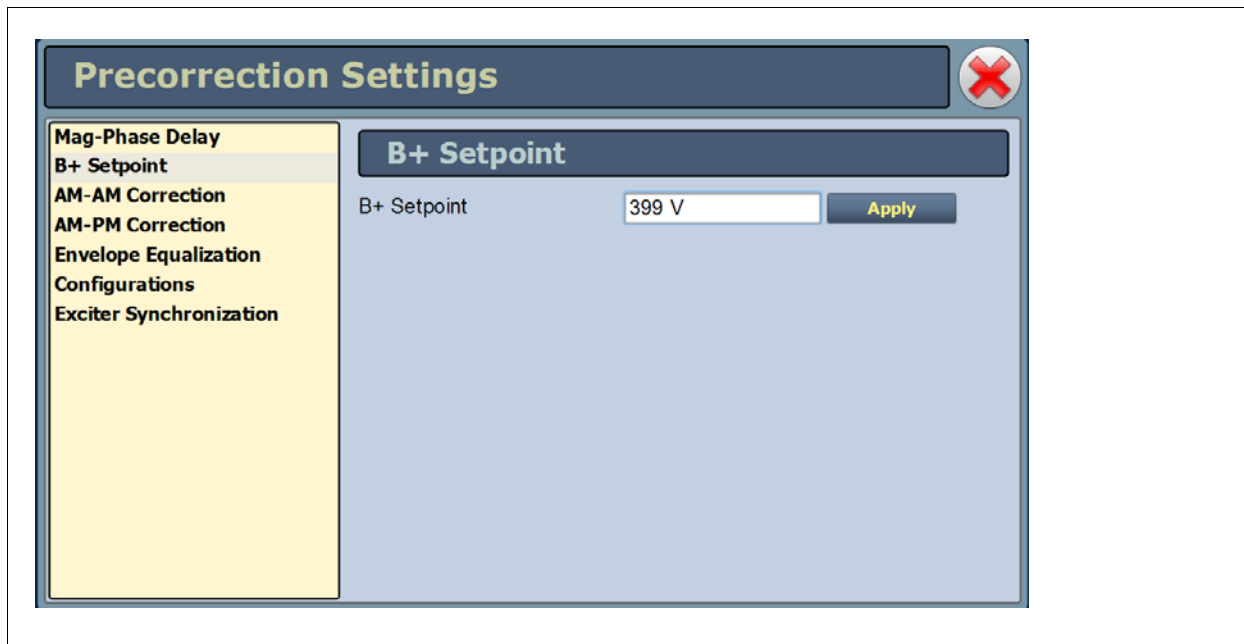 Precorrection Settings
Mag-Phase Delay
B+ Setpoint
AM-AM Correction
AM-PM Correction
Envelope Equalization
Configurations
Exciter Synchronization
B+ Setpoint
B+ Setpoint 399 V Apply